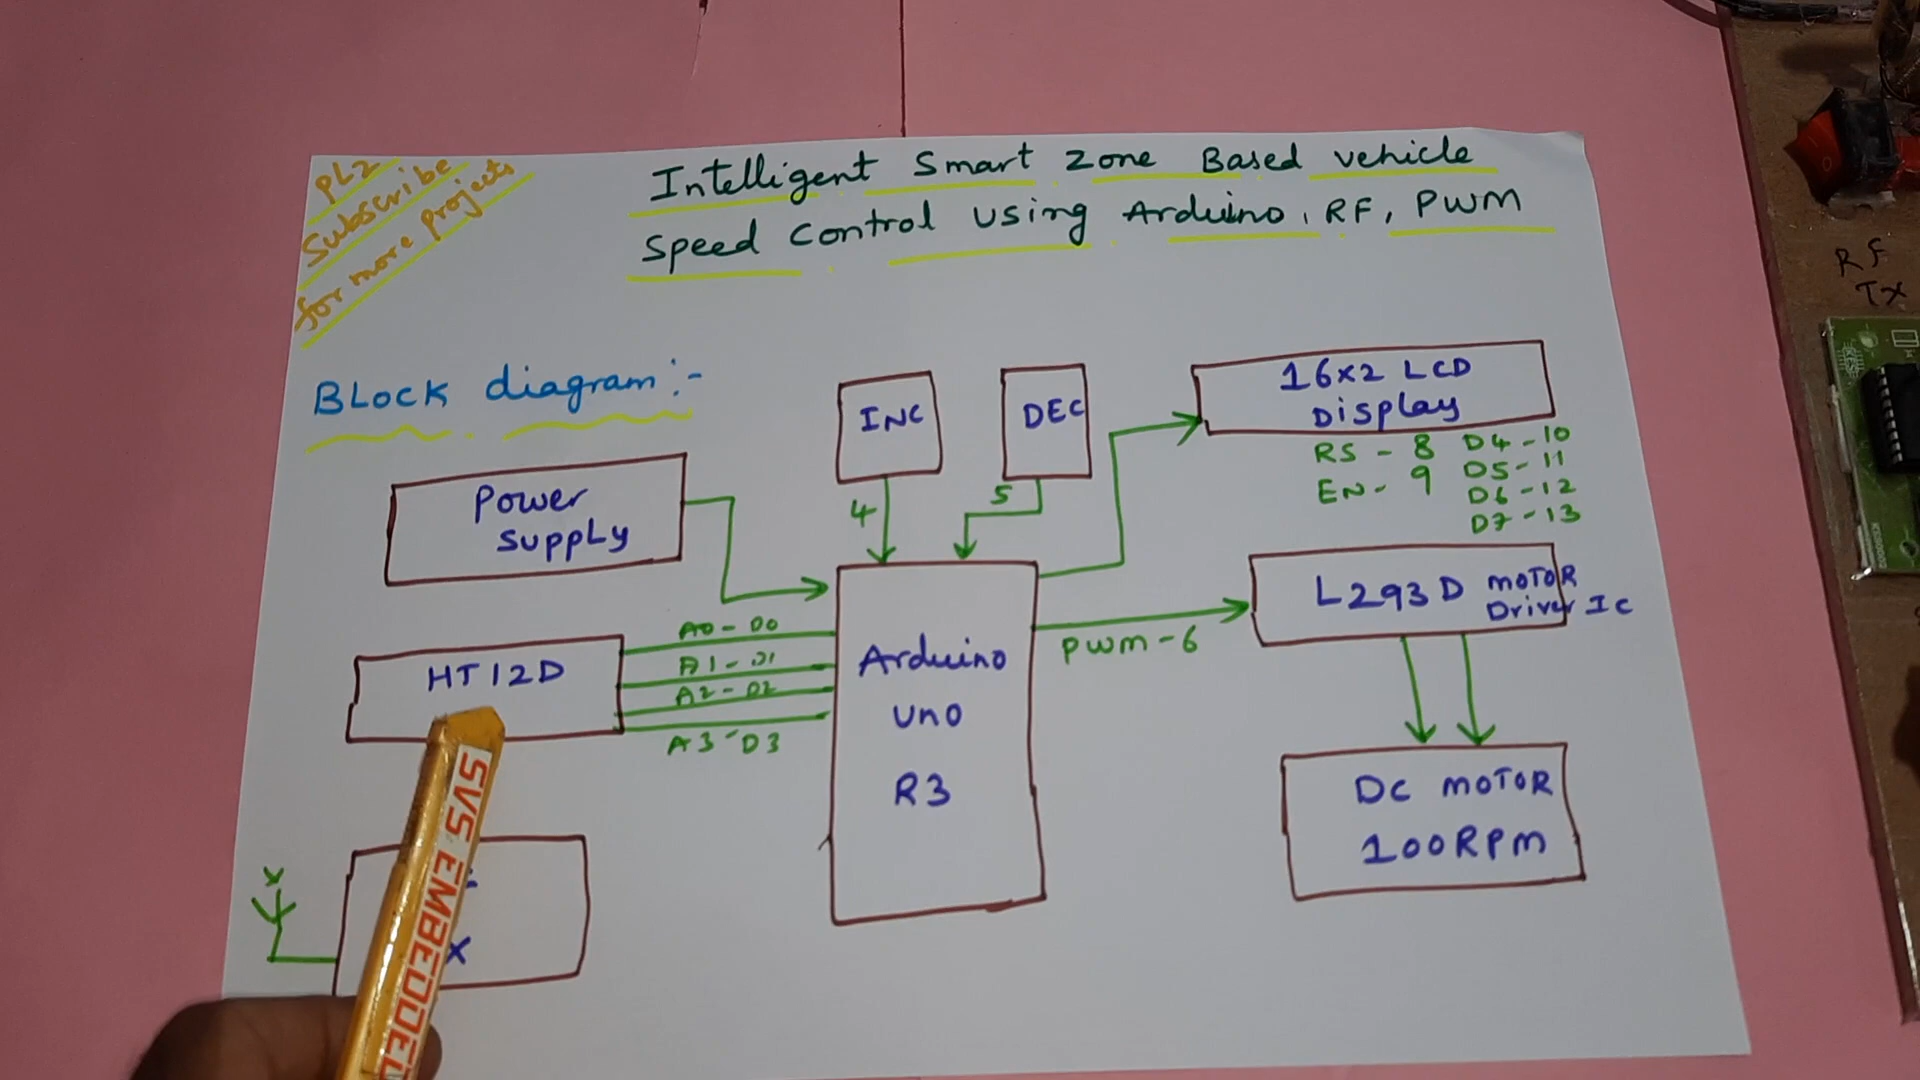 PL2
Subscribe
for more projects
Intelligent Smart Zone Based vehicle
Speed Control Using Arduino, RF, PWM
Block diagram:-
INC
DEC
16x2 LCD
Display
RS - 8 D4 - 10
EN - 9 D5 - 11
D6 - 12
D7 - 13
Power
Supply
4
5
L293D MOTOR
Driver IC
A0 - D0
A1 - D1
A2 - D2
A3 - D3
HT12D
Arduino
UNO
R3
PWM - 6
DC MOTOR
100RPM
X
SVS EMBEDDED
RF
TX